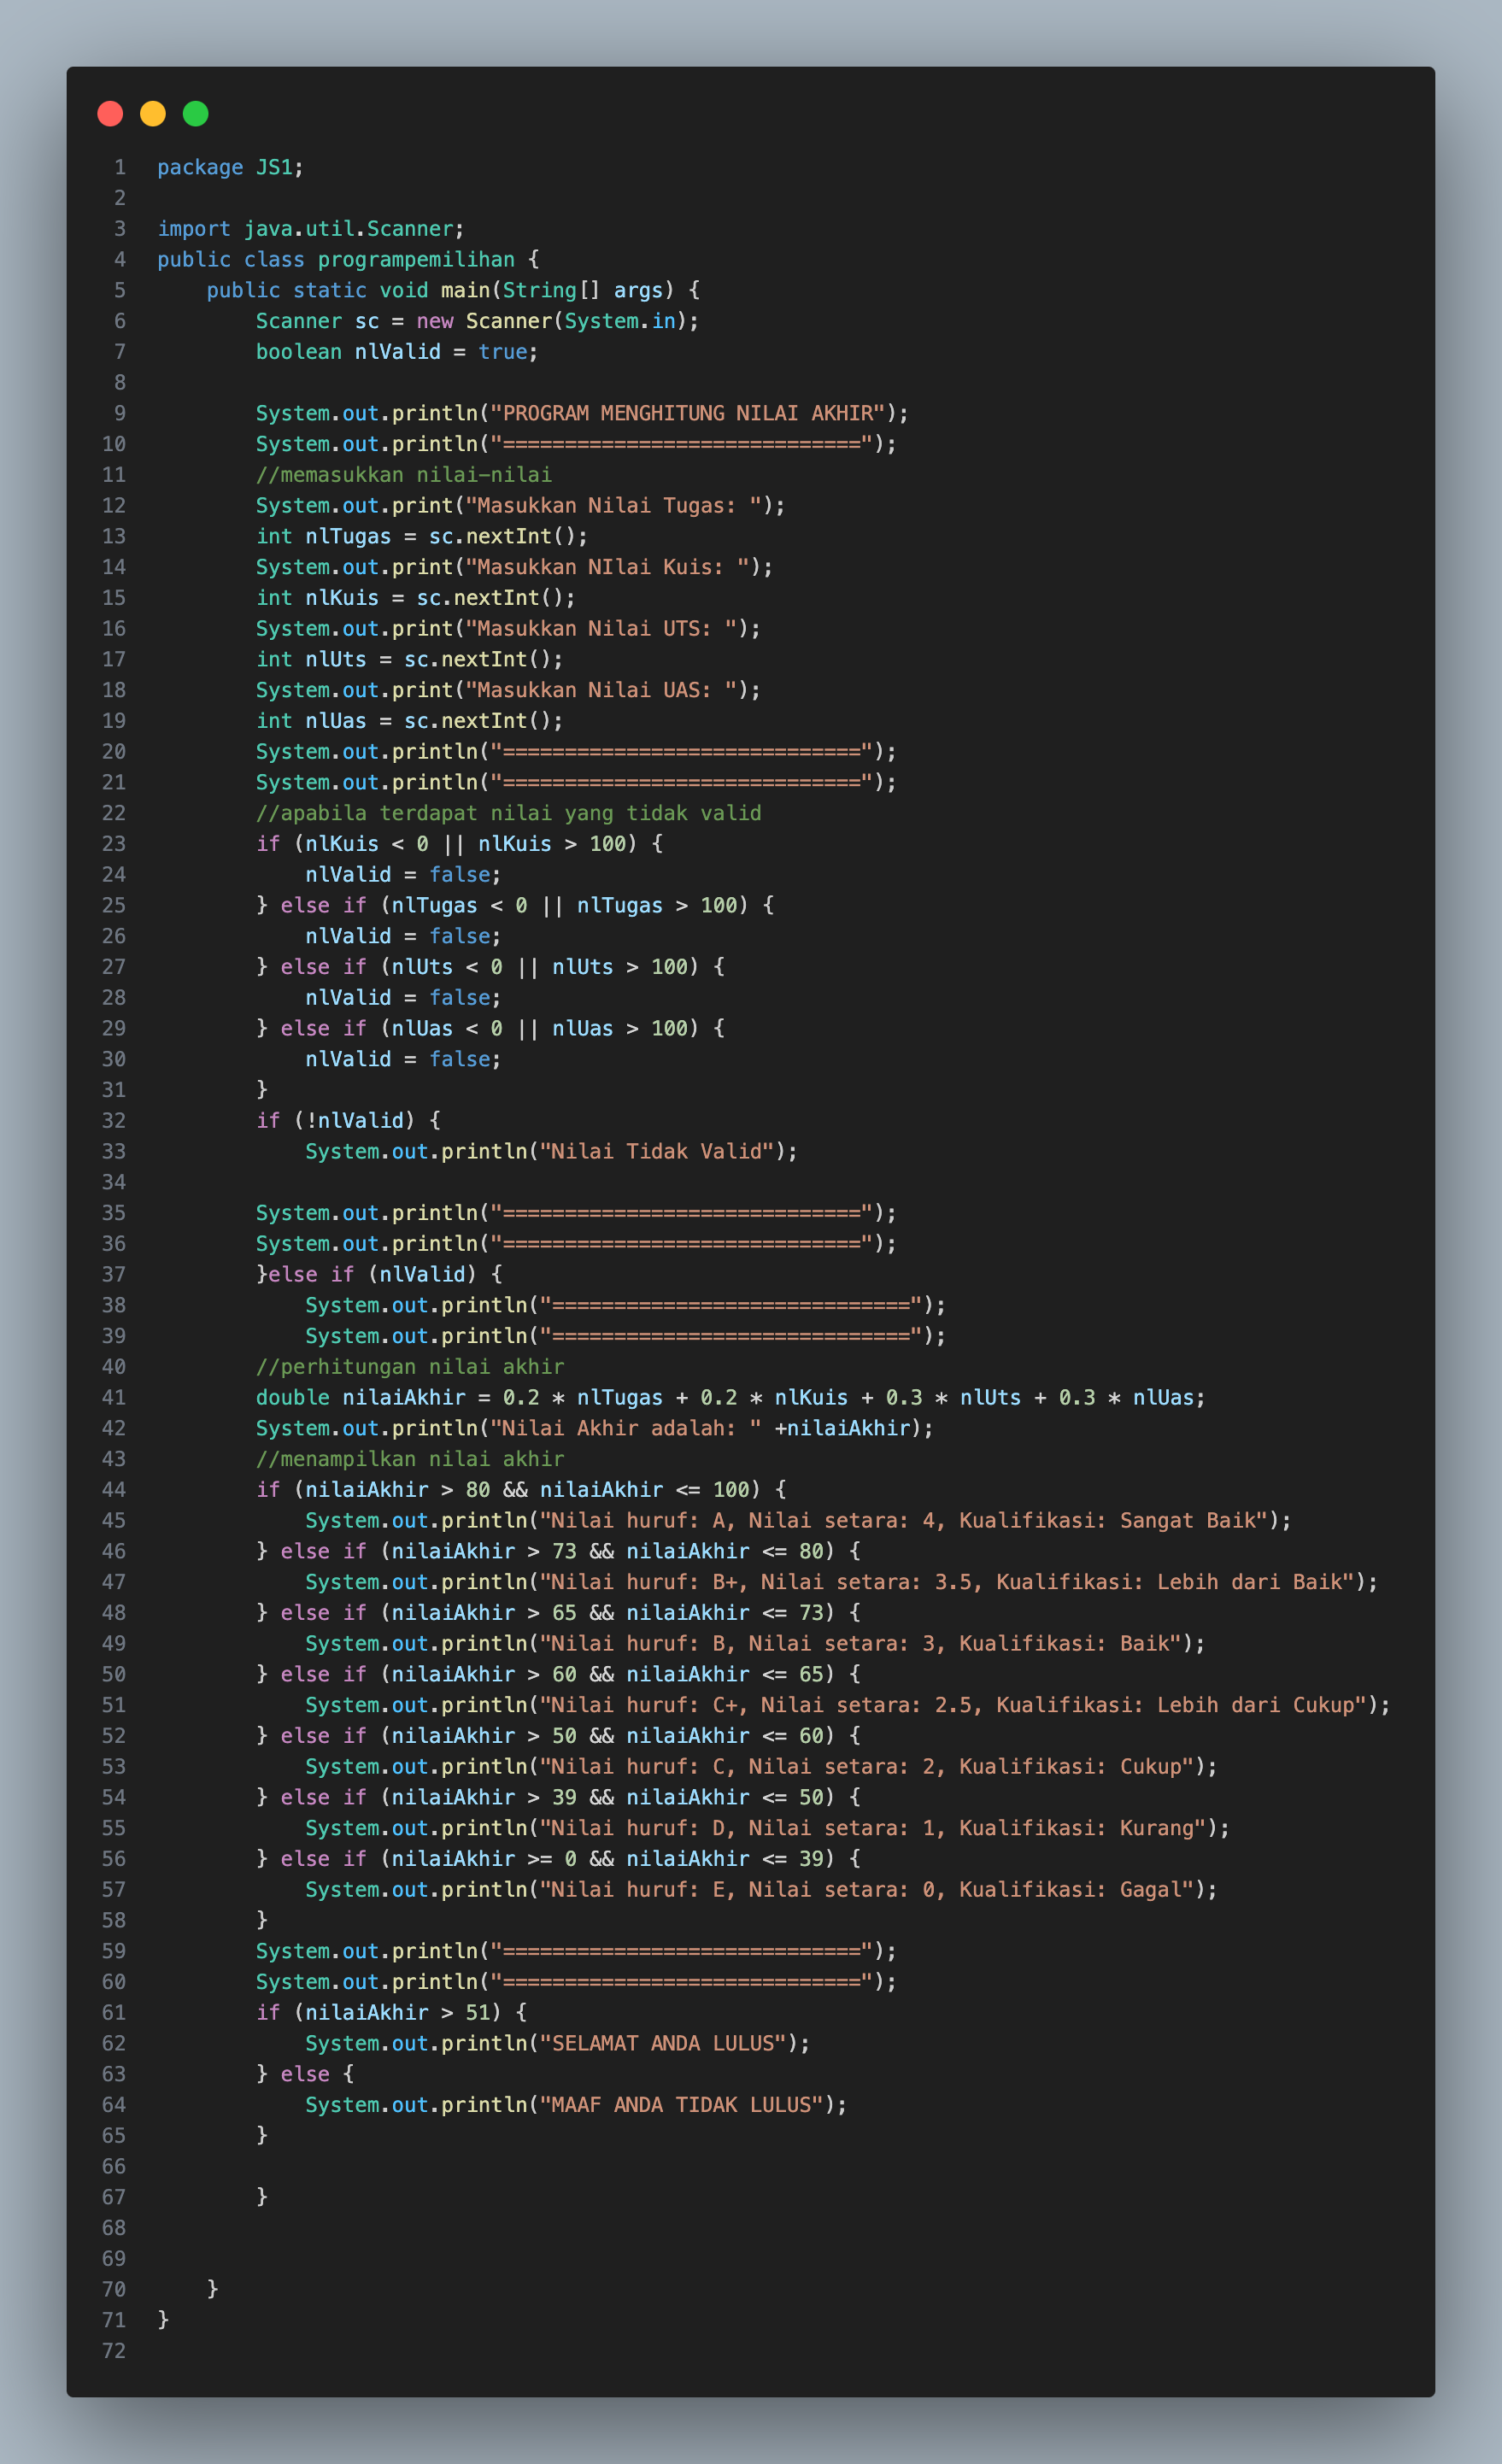 1 package JS1;
2
3 import java.util.Scanner;
4 public class programpemilihan {
5     public static void main(String[] args) {
6         Scanner sc = new Scanner(System.in);
7         boolean nlValid = true;
8
9         System.out.println("PROGRAM MENGHITUNG NILAI AKHIR");
10         System.out.println("=============================");
11         //memasukkan nilai-nilai
12         System.out.print("Masukkan Nilai Tugas: ");
13         int nlTugas = sc.nextInt();
14         System.out.print("Masukkan NIlai Kuis: ");
15         int nlKuis = sc.nextInt();
16         System.out.print("Masukkan Nilai UTS: ");
17         int nlUts = sc.nextInt();
18         System.out.print("Masukkan Nilai UAS: ");
19         int nlUas = sc.nextInt();
20         System.out.println("=============================");
21         System.out.println("=============================");
22         //apabila terdapat nilai yang tidak valid
23         if (nlKuis < 0 || nlKuis > 100) {
24             nlValid = false;
25         } else if (nlTugas < 0 || nlTugas > 100) {
26             nlValid = false;
27         } else if (nlUts < 0 || nlUts > 100) {
28             nlValid = false;
29         } else if (nlUas < 0 || nlUas > 100) {
30             nlValid = false;
31         }
32         if (!nlValid) {
33             System.out.println("Nilai Tidak Valid");
34
35         System.out.println("=============================");
36         System.out.println("=============================");
37         }else if (nlValid) {
38             System.out.println("=============================");
39             System.out.println("=============================");
40         //perhitungan nilai akhir
41         double nilaiAkhir = 0.2 * nlTugas + 0.2 * nlKuis + 0.3 * nlUts + 0.3 * nlUas;
42         System.out.println("Nilai Akhir adalah: " +nilaiAkhir);
43         //menampilkan nilai akhir
44         if (nilaiAkhir > 80 && nilaiAkhir <= 100) {
45             System.out.println("Nilai huruf: A, Nilai setara: 4, Kualifikasi: Sangat Baik");
46         } else if (nilaiAkhir > 73 && nilaiAkhir <= 80) {
47             System.out.println("Nilai huruf: B+, Nilai setara: 3.5, Kualifikasi: Lebih dari Baik");
48         } else if (nilaiAkhir > 65 && nilaiAkhir <= 73) {
49             System.out.println("Nilai huruf: B, Nilai setara: 3, Kualifikasi: Baik");
50         } else if (nilaiAkhir > 60 && nilaiAkhir <= 65) {
51             System.out.println("Nilai huruf: C+, Nilai setara: 2.5, Kualifikasi: Lebih dari Cukup");
52         } else if (nilaiAkhir > 50 && nilaiAkhir <= 60) {
53             System.out.println("Nilai huruf: C, Nilai setara: 2, Kualifikasi: Cukup");
54         } else if (nilaiAkhir > 39 && nilaiAkhir <= 50) {
55             System.out.println("Nilai huruf: D, Nilai setara: 1, Kualifikasi: Kurang");
56         } else if (nilaiAkhir >= 0 && nilaiAkhir <= 39) {
57             System.out.println("Nilai huruf: E, Nilai setara: 0, Kualifikasi: Gagal");
58         }
59         System.out.println("=============================");
60         System.out.println("=============================");
61         if (nilaiAkhir > 51) {
62             System.out.println("SELAMAT ANDA LULUS");
63         } else {
64             System.out.println("MAAF ANDA TIDAK LULUS");
65         }
66
67         }
68
69
70     }
71 }
72